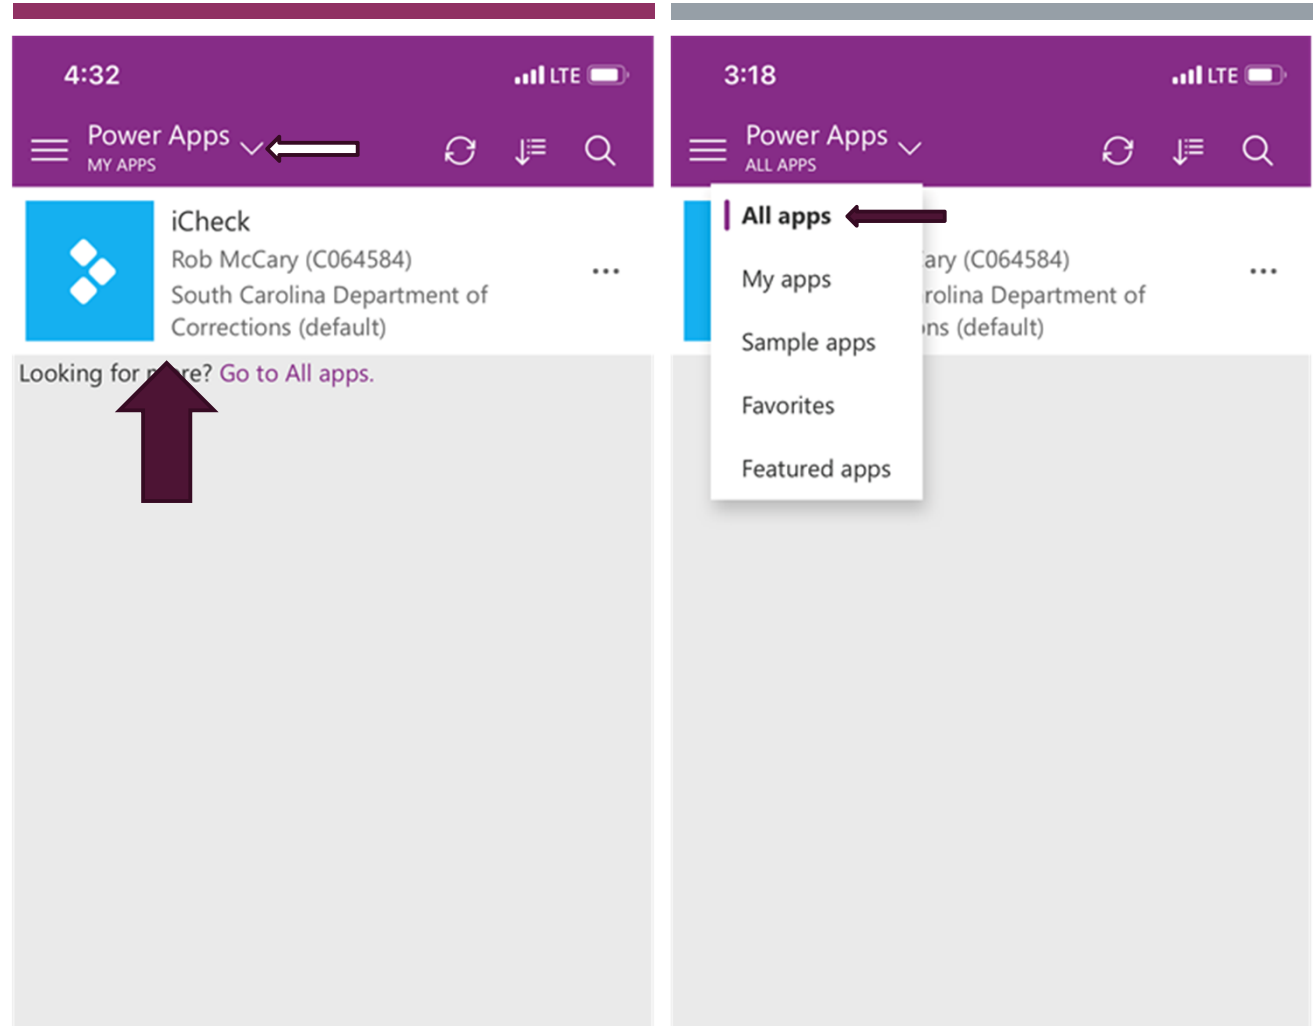 4:32
LTE
Power Apps
MY APPS
iCheck
Rob McCary (C064584)
South Carolina Department of
Corrections (default)
Looking for re? Go to All apps.
3:18
LTE
Power Apps
ALL APPS
All apps
My apps
Sample apps
Favorites
Featured apps
ary (C064584)
rolina Department of
ns (default)